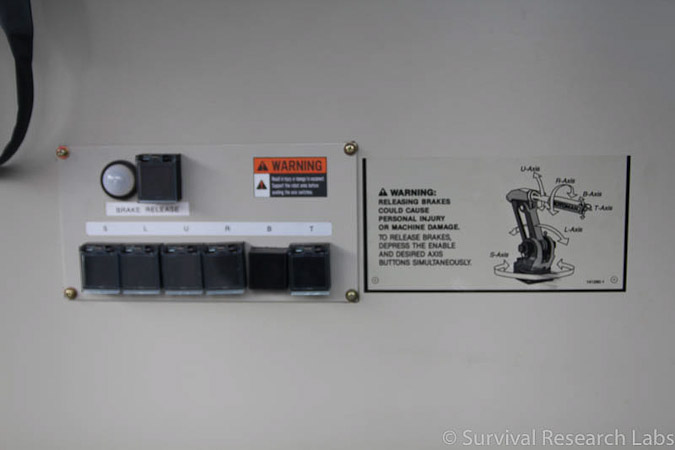 WARNING
BRAKE RELEASE
S L U R B T
WARNING:
RELEASING BRAKES
COULD CAUSE
PERSONAL INJURY
OR MACHINE DAMAGE.
TO RELEASE BRAKES,
DEPRESS THE ENABLE
AND DESIRED AXIS
BUTTONS SIMULTANEOUSLY.
U-Axis
R-Axis
B-Axis
T-Axis
L-Axis
S-Axis
© Survival Research Labs